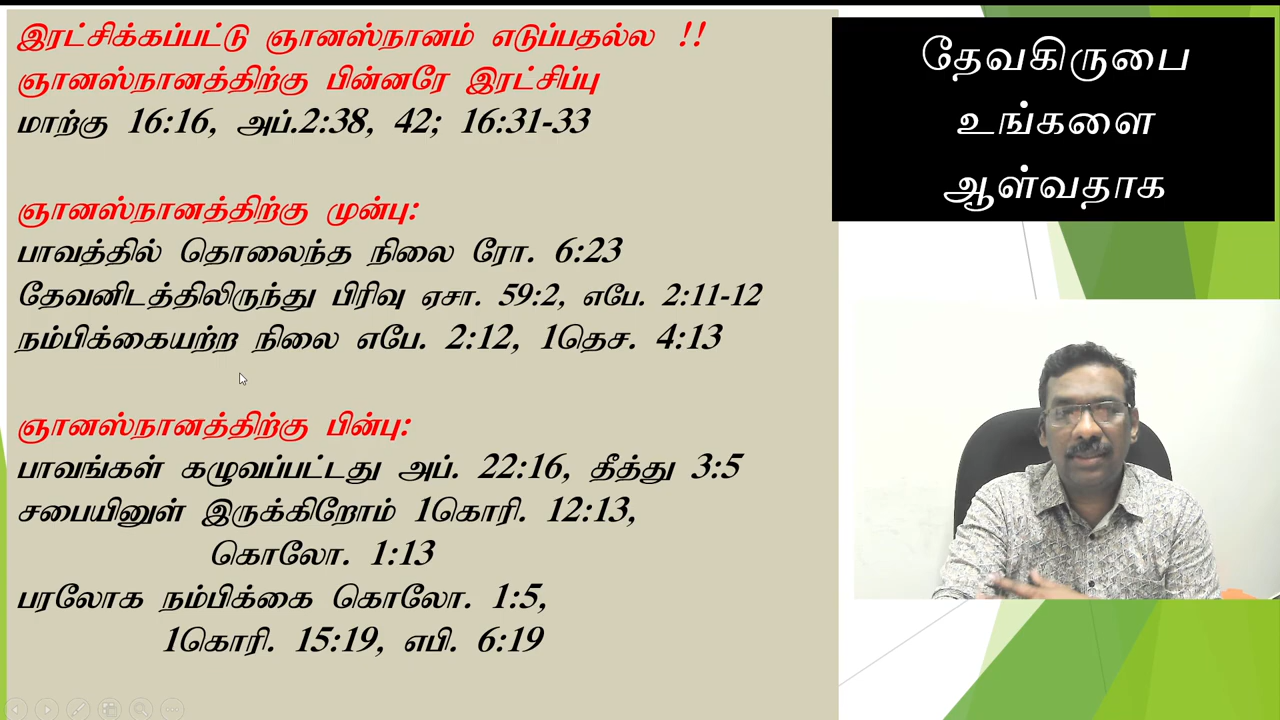 இரட்சிக்கப்பட்டு ஞானஸ்நானம் எடுப்பதல்ல !!
ஞானஸ்நானத்திற்கு பின்னரே இரட்சிப்பு
மாற்கு 16:16, அப்.2:38, 42; 16:31-33
ஞானஸ்நானத்திற்கு முன்பு:
பாவத்தில் தொலைந்த நிலை ரோ. 6:23
தேவனிடத்திலிருந்து பிரிவு ஏசா. 59:2, எபே. 2:11-12
நம்பிக்கையற்ற நிலை எபே. 2:12, 1தெச. 4:13
ஞானஸ்நானத்திற்கு பின்பு:
பாவங்கள் கழுவப்பட்டது அப். 22:16, தீத்து 3:5
சபையினுள் இருக்கிறோம் 1கொரி. 12:13,
கொலோ. 1:13
பரலோக நம்பிக்கை கொலோ. 1:5,
1கொரி. 15:19, எபி. 6:19
தேவகிருபை
உங்களை
ஆள்வதாக